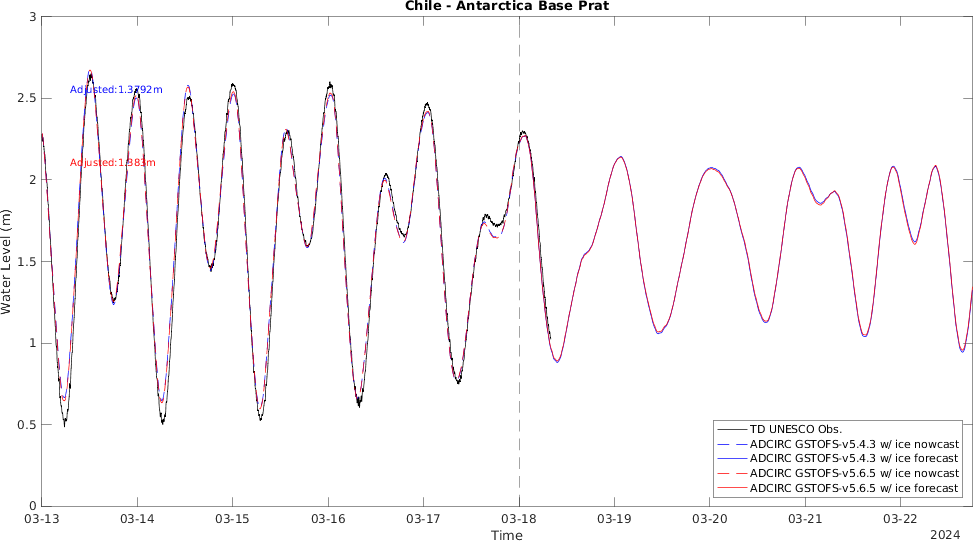 Chile - Antarctica Base Prat
3
2.5
2
1.5
1
0.5
0
Water Level (m)
Adjusted:1.3792m
Adjusted:1.383m
TD UNESCO Obs.
ADCIRC GSTOFS-v5.4.3 w/ ice nowcast
ADCIRC GSTOFS-v5.4.3 w/ ice forecast
ADCIRC GSTOFS-v5.6.5 w/ ice nowcast
ADCIRC GSTOFS-v5.6.5 w/ ice forecast
03-13 03-14 03-15 03-16 03-17 03-18 03-19 03-20 03-21 03-22
Time
2024